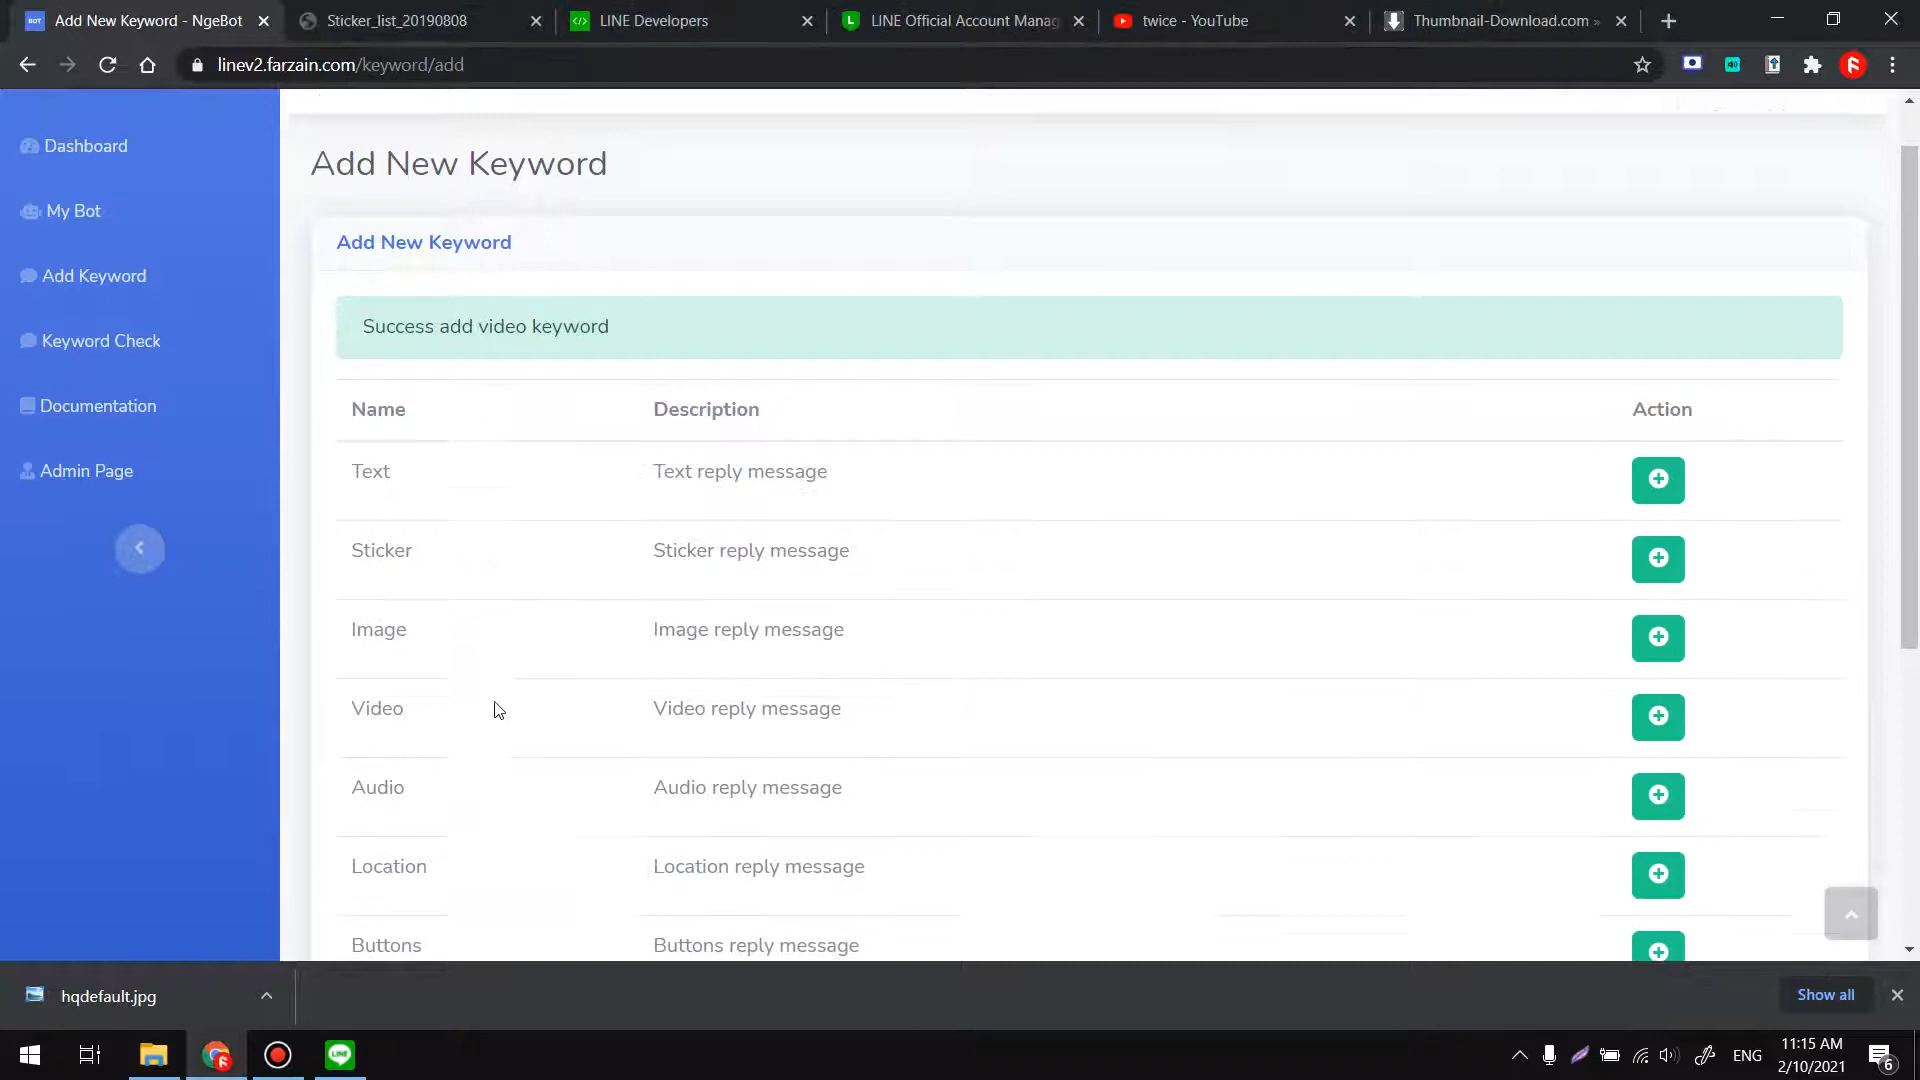 Add New Keyword - NgeBot
Sticker_list_20190808
LINE Developers
LINE Official Account Manag
twice - YouTube
Thumbnail-Download.com »
linev2.farzain.com/keyword/add
Dashboard
My Bot
Add Keyword
Keyword Check
Documentation
Admin Page
Add New Keyword
Add New Keyword
Success add video keyword
Name Description Action
Text Text reply message
Sticker Sticker reply message
Image Image reply message
Video Video reply message
Audio Audio reply message
Location Location reply message
Buttons Buttons reply message
hqdefault.jpg
Show all
ENG
11:15 AM
2/10/2021
6